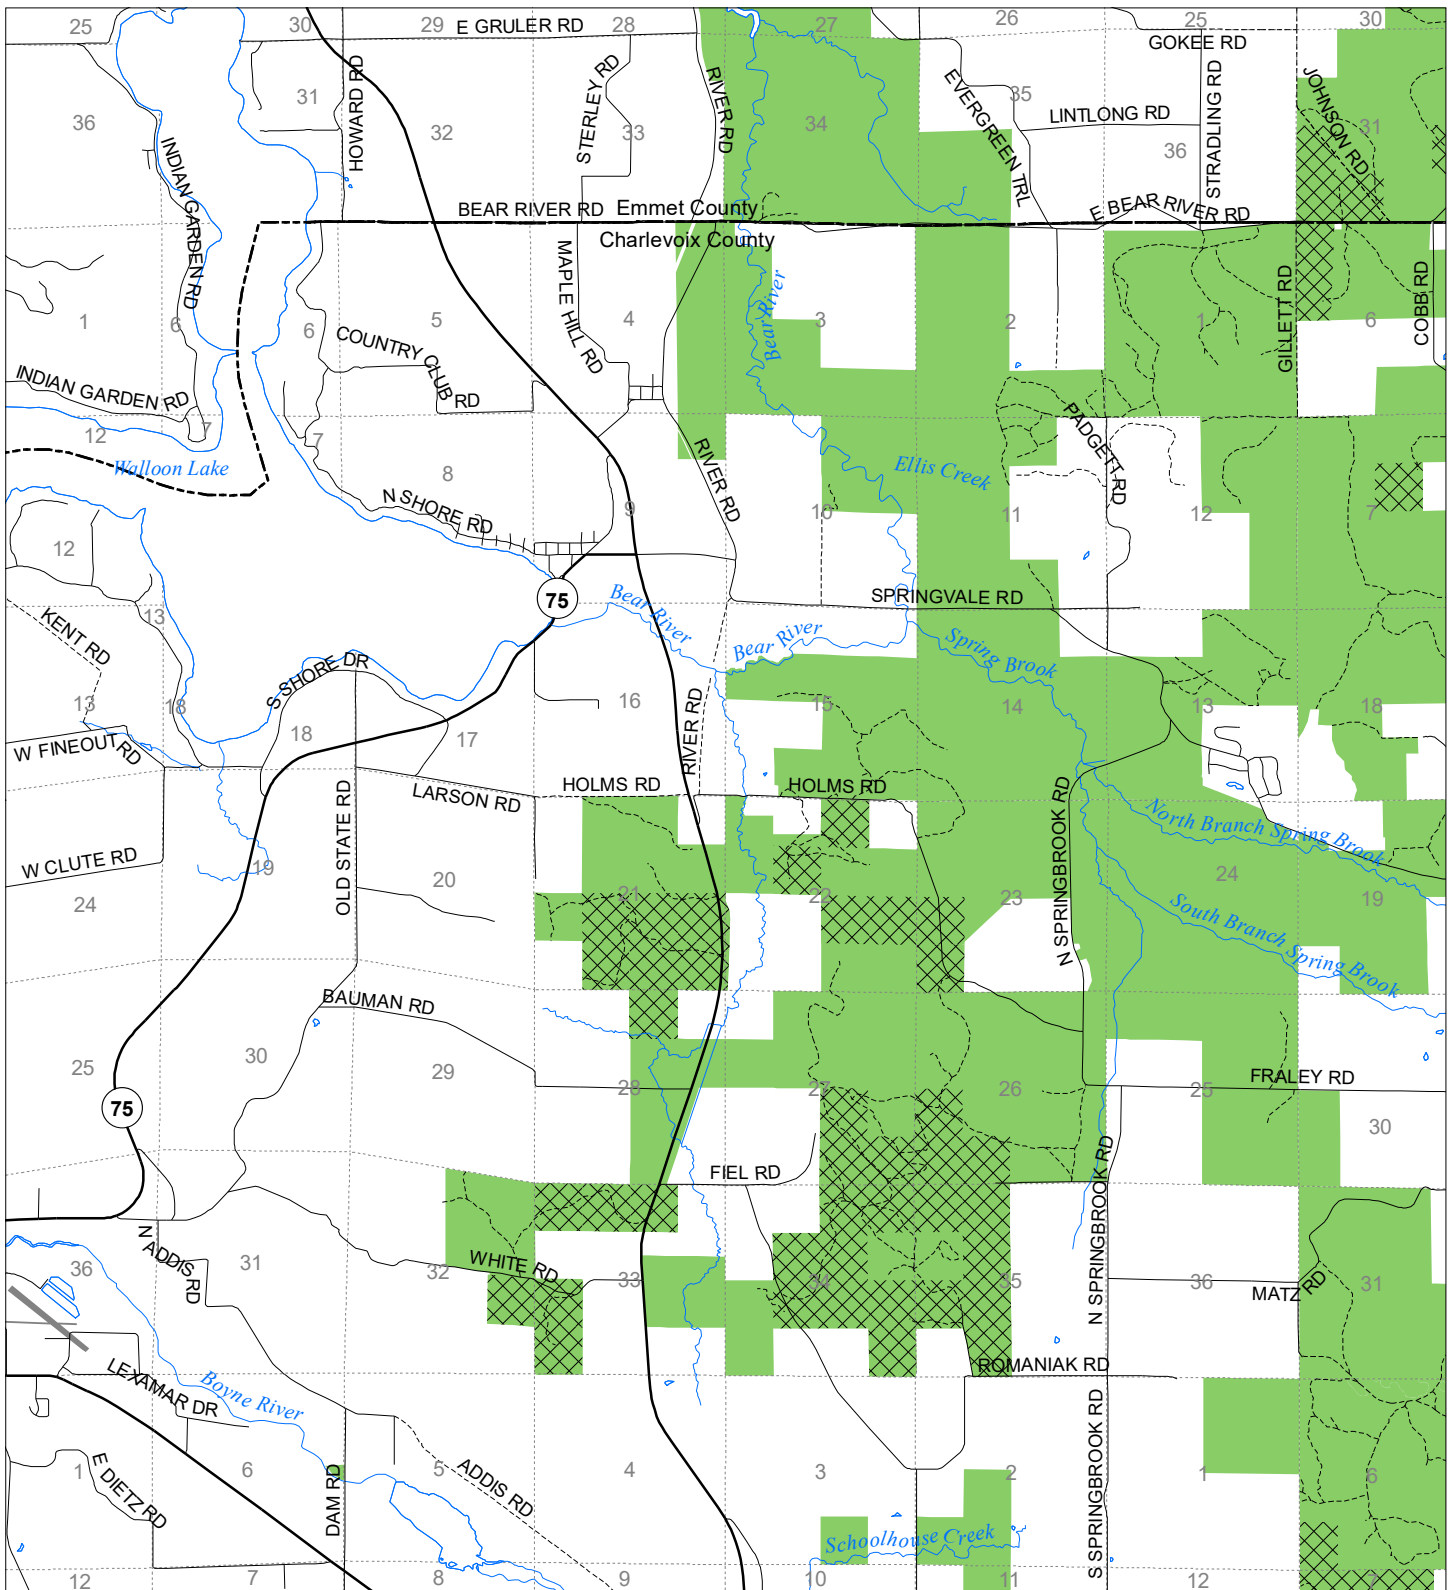 25
30
29
E GRULER RD
28
27
26
25
30
GOKEE RD
36
31
HOWARD RD
32
STERLEY RD
33
RIVER RD
34
EVERGREEN TRL
35
LINTLONG RD
36
STRADLING RD
JOHNSON RD
31
INDIAN GARDEN RD
BEAR RIVER RD
Emmet County
Charlevoix County
E BEAR RIVER RD
1
6
6
5
COUNTRY CLUB RD
MAPLE HILL RD
4
Bear River
3
2
1
GILLETT RD
6
COBB RD
INDIAN GARDEN RD
12
7
7
Walloon Lake
8
N SHORE RD
9
RIVER RD
10
Ellis Creek
11
PADGETT RD
12
7
12
75
SPRINGVALE RD
KENT RD
13
Bear River
Bear River
Spring Brook
S SHORE DR
13
18
18
17
16
RIVER RD
15
14
13
18
W FINEOUT RD
LARSON RD
HOLMS RD
HOLMS RD
OLD STATE RD
N SPRINGBROOK RD
North Branch Spring Brook
W CLUTE RD
24
19
20
21
22
23
24
19
South Branch Spring Brook
BAUMAN RD
25
30
29
28
27
26
25
FRALEY RD
30
75
FIEL RD
N SPRINGBROOK RD
N ADDIS RD
36
31
32
WHITE RD
33
34
35
36
MATZ RD
31
LEXAMAR DR
Boyne River
ROMANIAK RD
1
E DIETZ RD
6
DAM RD
5
ADDIS RD
4
3
2
S SPRINGBROOK RD
1
6
Schoolhouse Creek
12
7
8
9
10
11
12
7